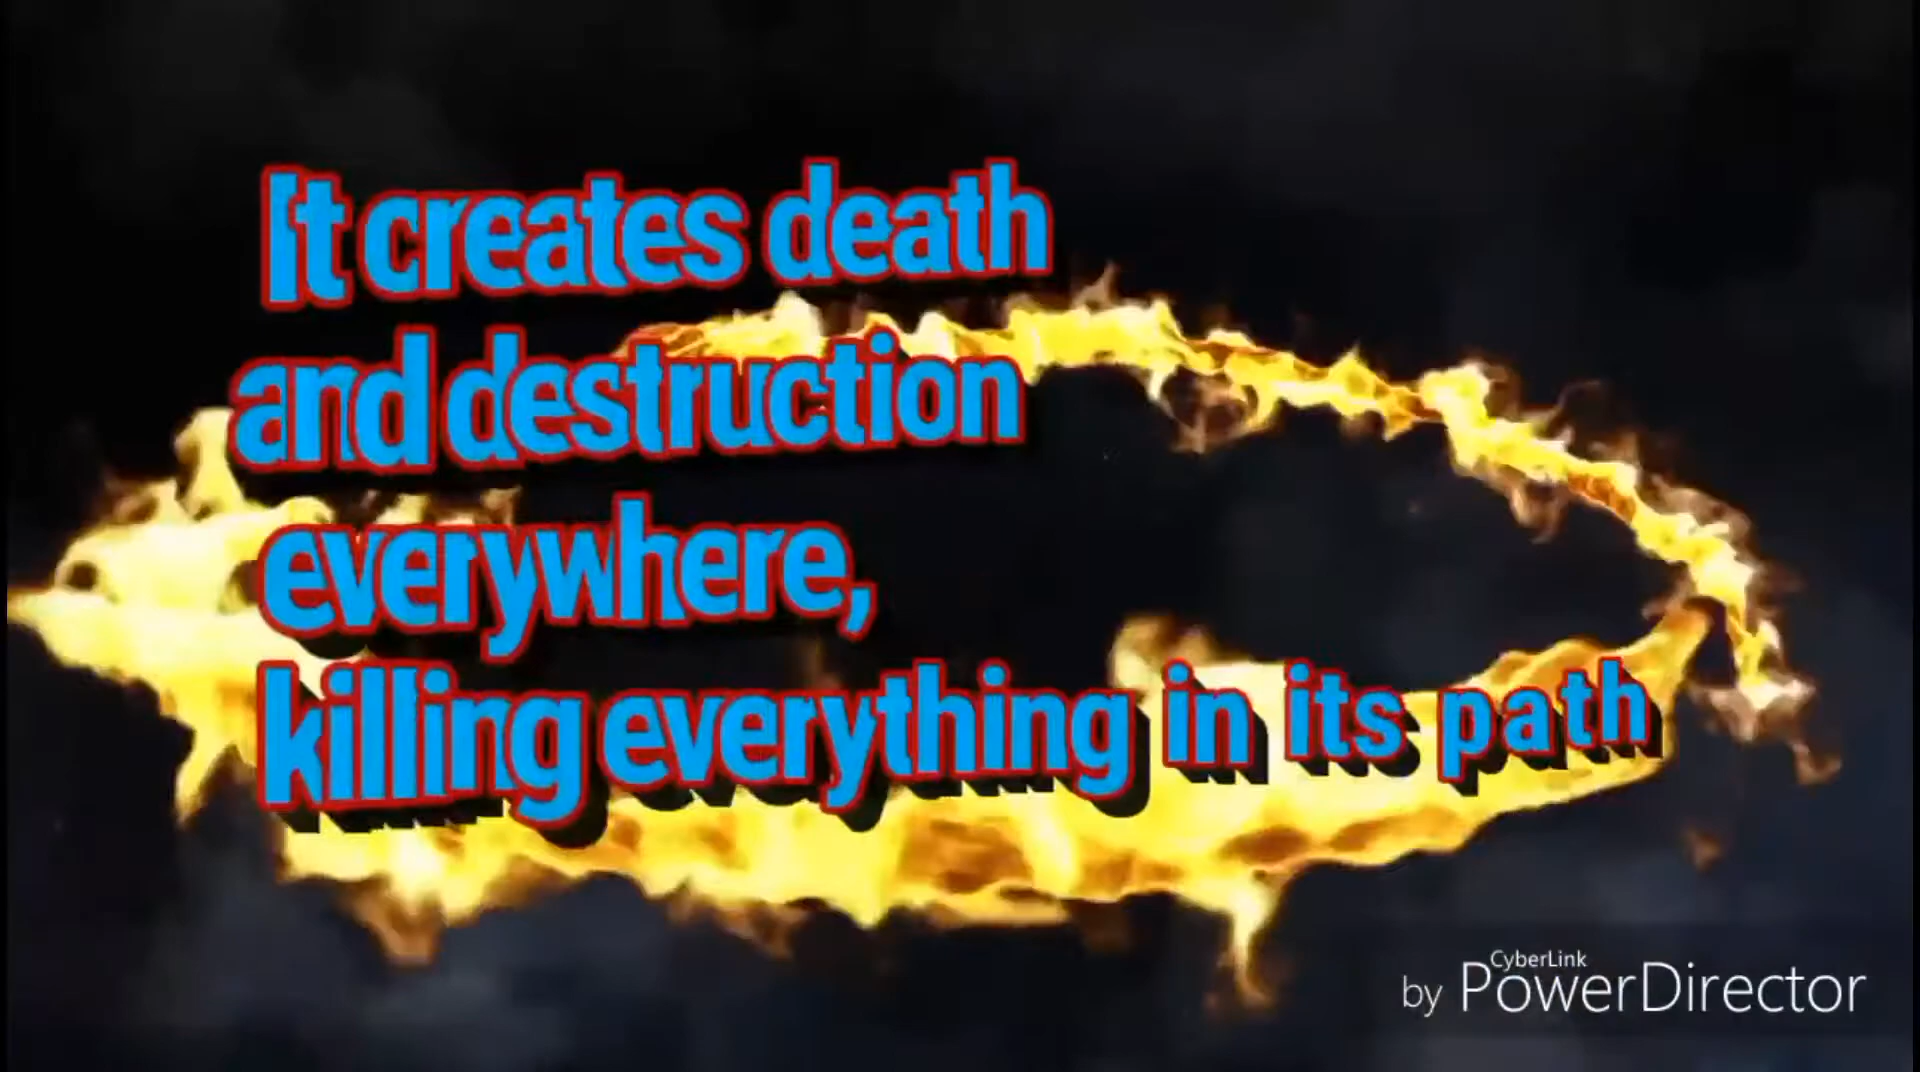 It creates death
and destruction
everywhere,
killing everything in its path
by CyberLink PowerDirector